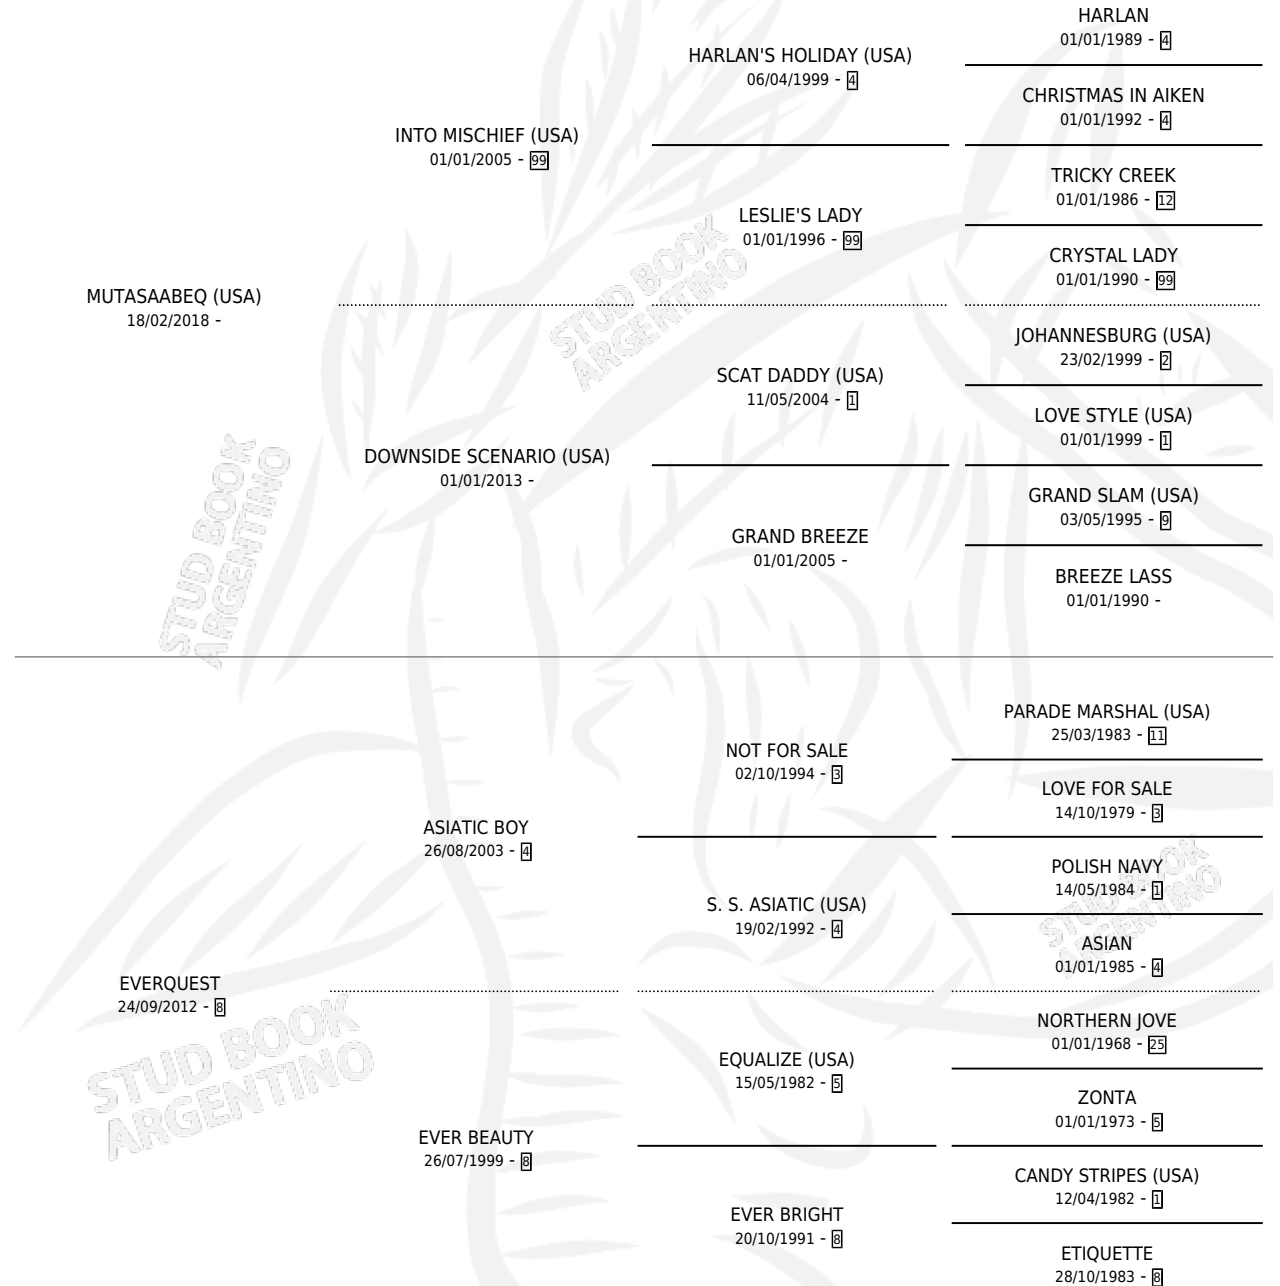 HARLAN
01/01/1989 - 4
HARLAN'S HOLIDAY (USA)
06/04/1999 - 4
CHRISTMAS IN AIKEN
01/01/1992 - 4
INTO MISCHIEF (USA)
01/01/2005 - 99
TRICKY CREEK
01/01/1986 - 12
LESLIE'S LADY
01/01/1996 - 99
CRYSTAL LADY
01/01/1990 - 99
MUTASAABEQ (USA)
18/02/2018 -
JOHANNESBURG (USA)
23/02/1999 - 2
SCAT DADDY (USA)
11/05/2004 - 1
LOVE STYLE (USA)
01/01/1999 - 1
DOWNSIDE SCENARIO (USA)
01/01/2013 -
GRAND SLAM (USA)
03/05/1995 - 9
GRAND BREEZE
01/01/2005 -
BREEZE LASS
01/01/1990 -
PARADE MARSHAL (USA)
25/03/1983 - 11
NOT FOR SALE
02/10/1994 - 3
LOVE FOR SALE
14/10/1979 - 3
ASIATIC BOY
26/08/2003 - 4
POLISH NAVY
14/05/1984 - 1
S. S. ASIATIC (USA)
19/02/1992 - 4
ASIAN
01/01/1985 - 4
EVERQUEST
24/09/2012 - 8
NORTHERN JOVE
01/01/1968 - 25
EQUALIZE (USA)
15/05/1982 - 5
ZONTA
01/01/1973 - 5
EVER BEAUTY
26/07/1999 - 8
CANDY STRIPES (USA)
12/04/1982 - 1
EVER BRIGHT
20/10/1991 - 8
ETIQUETTE
28/10/1983 - 8
STUD BOOK
ARGENTINO
STUD BOOK
ARGENTINO
STUD BOOK
ARGENTINO
STUD BOOK
ARGENTINO